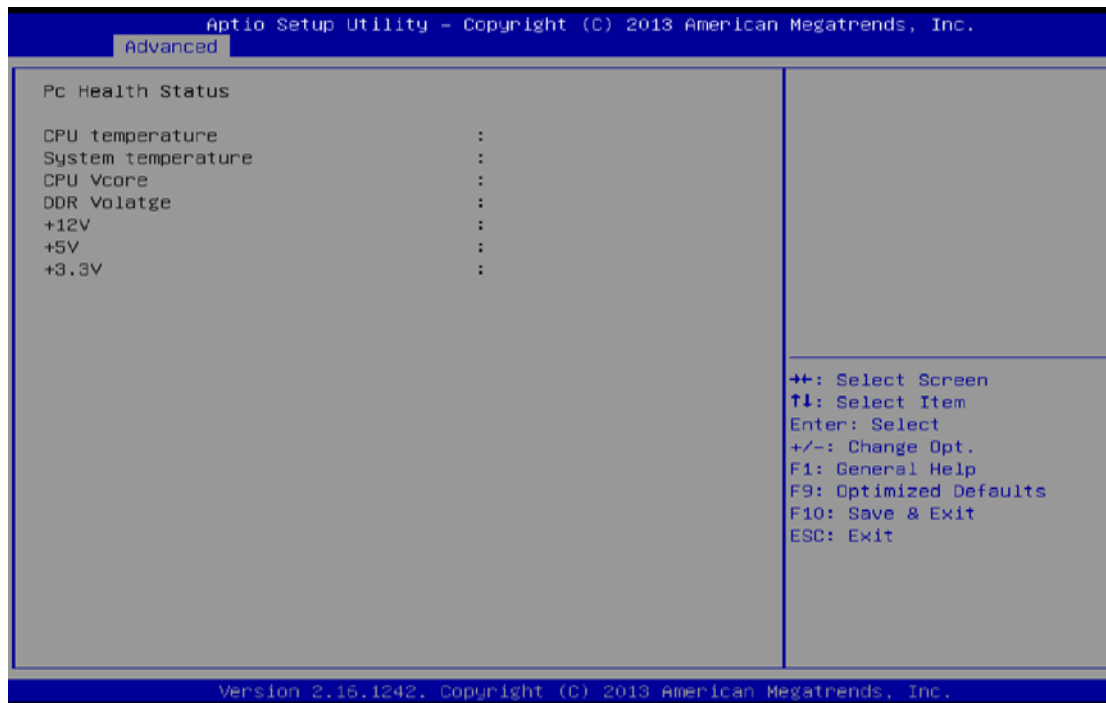 Aptio Setup Utility – Copyright (C) 2013 American Megatrends, Inc.
Advanced
Pc Health Status
CPU temperature :
System temperature :
CPU Vcore :
DDR Volatge :
+12V :
+5V :
+3.3V :
→←: Select Screen
↑↓: Select Item
Enter: Select
+/-: Change Opt.
F1: General Help
F9: Optimized Defaults
F10: Save & Exit
ESC: Exit
Version 2.16.1242. Copyright (C) 2013 American Megatrends, Inc.